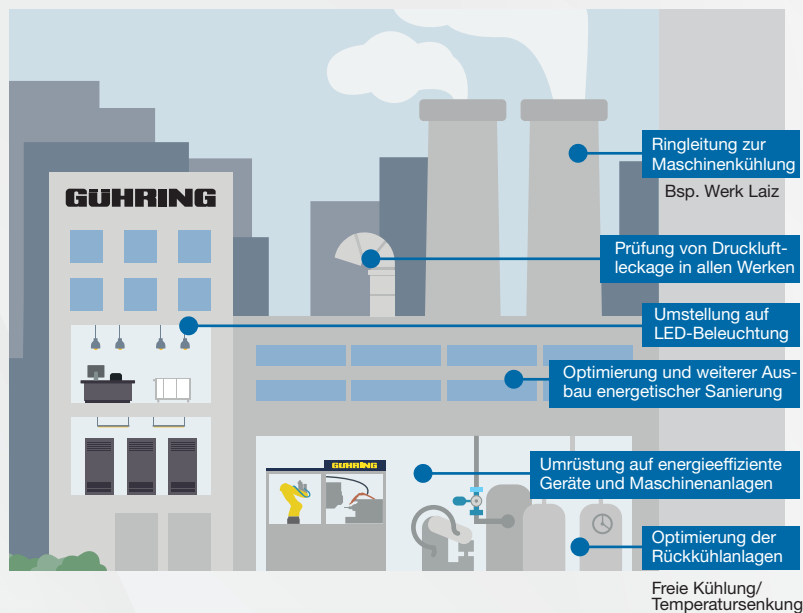 GÜHRING
Ringleitung zur
Maschinenkühlung
Bsp. Werk Laiz
Prüfung von Druckluft-
leckage in allen Werken
Umstellung auf
LED-Beleuchtung
Optimierung und weiterer Aus-
bau energetischer Sanierung
GÜHRING
Umrüstung auf energieeffiziente
Geräte und Maschinenanlagen
Optimierung der
Rückkühlanlagen
Freie Kühlung/
Temperatursenkung